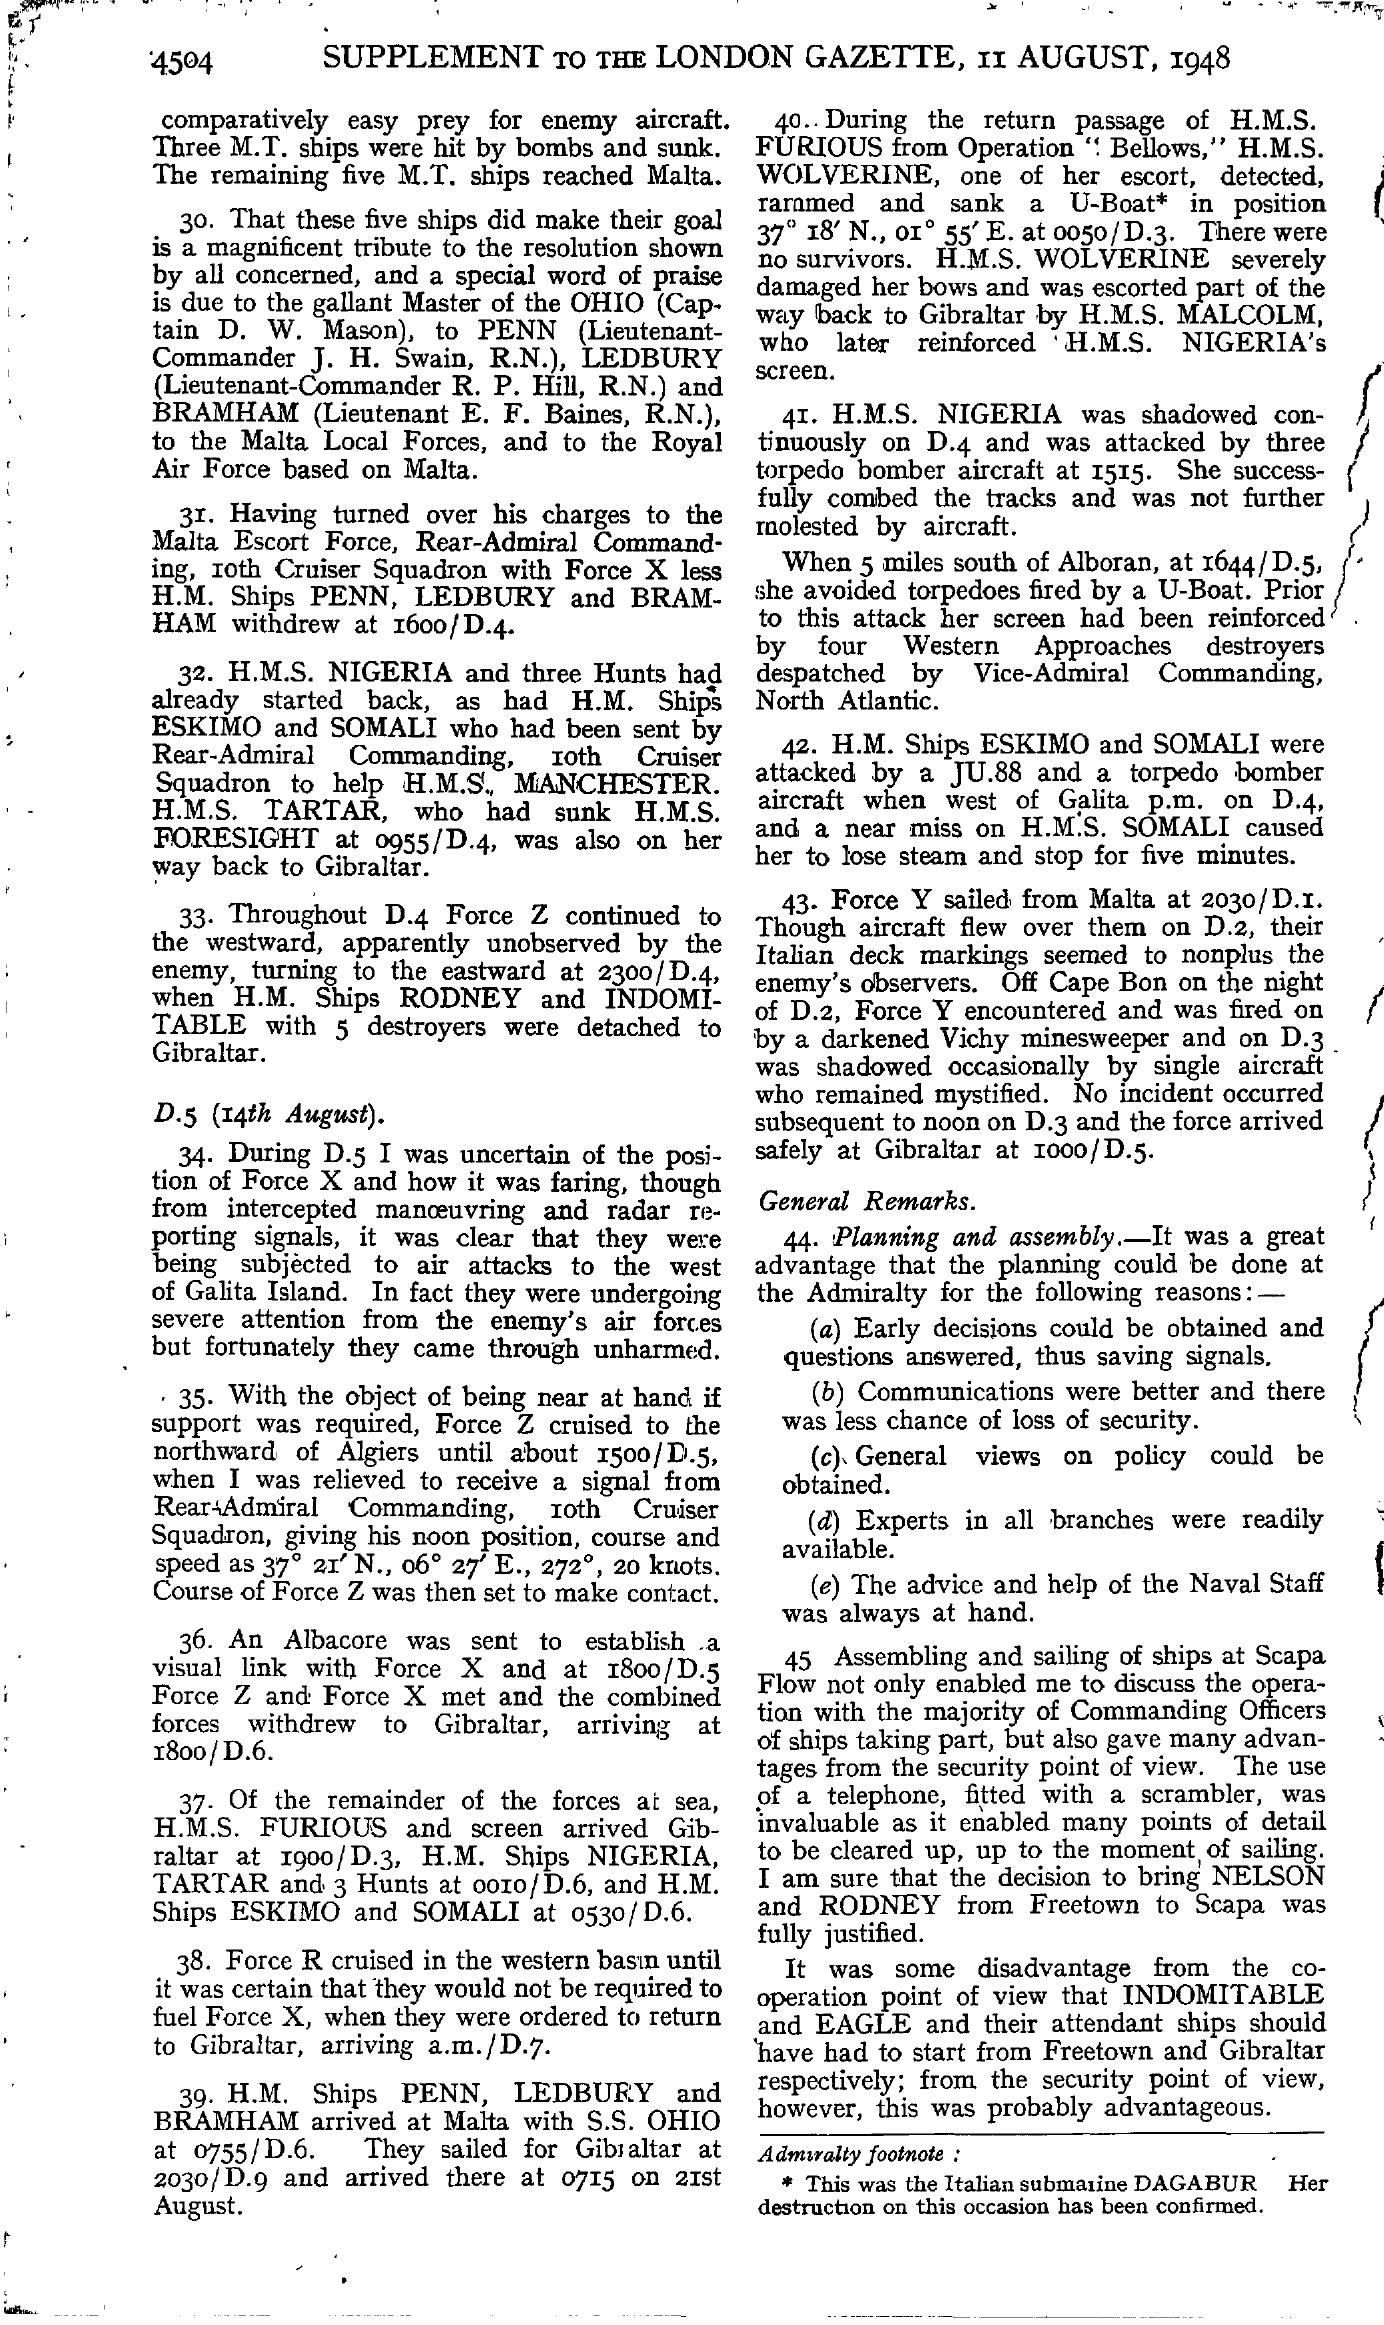 4504 SUPPLEMENT TO THE LONDON GAZETTE, 11 AUGUST, 1948
comparatively easy prey for enemy aircraft.
Three M.T. ships were hit by bombs and sunk.
The remaining five M.T. ships reached Malta.
30. That these five ships did make their goal
is a magnificent tribute to the resolution shown
by all concerned, and a special word of praise
is due to the gallant Master of the OHIO (Cap-
tain D. W. Mason), to PENN (Lieutenant-
Commander J. H. Swain, R.N.), LEDBURY
(Lieutenant-Commander R. P. Hill, R.N.) and
BRAMHAM (Lieutenant E. F. Baines, R.N.),
to the Malta Local Forces, and to the Royal
Air Force based on Malta.
31. Having turned over his charges to the
Malta Escort Force, Rear-Admiral Command-
ing, 10th Cruiser Squadron with Force X less
H.M. Ships PENN, LEDBURY and BRAM-
HAM withdrew at 1600/D.4.
32. H.M.S. NIGERIA and three Hunts had
already started back, as had H.M. Ships
ESKIMO and SOMALI who had been sent by
Rear-Admiral Commanding, 10th Cruiser
Squadron to help H.M.S. MANCHESTER.
H.M.S. TARTAR, who had sunk H.M.S.
FORESIGHT at 0955/D.4, was also on her
way back to Gibraltar.
33. Throughout D.4 Force Z continued to
the westward, apparently unobserved by the
enemy, turning to the eastward at 2300/D.4,
when H.M. Ships RODNEY and INDOMI-
TABLE with 5 destroyers were detached to
Gibraltar.
D.5 (14th August).
34. During D.5 I was uncertain of the posi-
tion of Force X and how it was faring, though
from intercepted manœuvring and radar re-
porting signals, it was clear that they were
being subjected to air attacks to the west
of Galita Island. In fact they were undergoing
severe attention from the enemy's air forces
but fortunately they came through unharmed.
35. With the object of being near at hand if
support was required, Force Z cruised to the
northward of Algiers until about 1500/D.5,
when I was relieved to receive a signal from
Rear-Admiral Commanding, 10th Cruiser
Squadron, giving his noon position, course and
speed as 37° 21′ N., 06° 27′ E., 272°, 20 knots.
Course of Force Z was then set to make contact.
36. An Albacore was sent to establish a
visual link with Force X and at 1800/D.5
Force Z and Force X met and the combined
forces withdrew to Gibraltar, arriving at
1800/D.6.
37. Of the remainder of the forces at sea,
H.M.S. FURIOUS and screen arrived Gib-
raltar at 1900/D.3, H.M. Ships NIGERIA,
TARTAR and 3 Hunts at 0010/D.6, and H.M.
Ships ESKIMO and SOMALI at 0530/D.6.
38. Force R cruised in the western basin until
it was certain that they would not be required to
fuel Force X, when they were ordered to return
to Gibraltar, arriving a.m./D.7.
39. H.M. Ships PENN, LEDBURY and
BRAMHAM arrived at Malta with S.S. OHIO
at 0755/D.6. They sailed for Gibraltar at
2030/D.9 and arrived there at 0715 on 21st
August.
40. During the return passage of H.M.S.
FURIOUS from Operation "Bellows," H.M.S.
WOLVERINE, one of her escort, detected,
rammed and sank a U-Boat* in position
37° 18′ N., 01° 55′ E. at 0050/D.3. There were
no survivors. H.M.S. WOLVERINE severely
damaged her bows and was escorted part of the
way back to Gibraltar by H.M.S. MALCOLM,
who later reinforced H.M.S. NIGERIA's
screen.
41. H.M.S. NIGERIA was shadowed con-
tinuously on D.4 and was attacked by three
torpedo bomber aircraft at 1515. She success-
fully combed the tracks and was not further
molested by aircraft.
When 5 miles south of Alboran, at 1644/D.5,
she avoided torpedoes fired by a U-Boat. Prior
to this attack her screen had been reinforced
by four Western Approaches destroyers
despatched by Vice-Admiral Commanding,
North Atlantic.
42. H.M. Ships ESKIMO and SOMALI were
attacked by a JU.88 and a torpedo bomber
aircraft when west of Galita p.m. on D.4,
and a near miss on H.M.S. SOMALI caused
her to lose steam and stop for five minutes.
43. Force Y sailed from Malta at 2030/D.1.
Though aircraft flew over them on D.2, their
Italian deck markings seemed to nonplus the
enemy's observers. Off Cape Bon on the night
of D.2, Force Y encountered and was fired on
by a darkened Vichy minesweeper and on D.3
was shadowed occasionally by single aircraft
who remained mystified. No incident occurred
subsequent to noon on D.3 and the force arrived
safely at Gibraltar at 1000/D.5.
General Remarks.
44. Planning and assembly.—It was a great
advantage that the planning could be done at
the Admiralty for the following reasons:—
(a) Early decisions could be obtained and
questions answered, thus saving signals.
(b) Communications were better and there
was less chance of loss of security.
(c) General views on policy could be
obtained.
(d) Experts in all branches were readily
available.
(e) The advice and help of the Naval Staff
was always at hand.
45 Assembling and sailing of ships at Scapa
Flow not only enabled me to discuss the opera-
tion with the majority of Commanding Officers
of ships taking part, but also gave many advan-
tages from the security point of view. The use
of a telephone, fitted with a scrambler, was
invaluable as it enabled many points of detail
to be cleared up, up to the moment of sailing.
I am sure that the decision to bring NELSON
and RODNEY from Freetown to Scapa was
fully justified.
It was some disadvantage from the co-
operation point of view that INDOMITABLE
and EAGLE and their attendant ships should
have had to start from Freetown and Gibraltar
respectively; from the security point of view,
however, this was probably advantageous.
Admiralty footnote :
* This was the Italian submarine DAGABUR Her
destruction on this occasion has been confirmed.